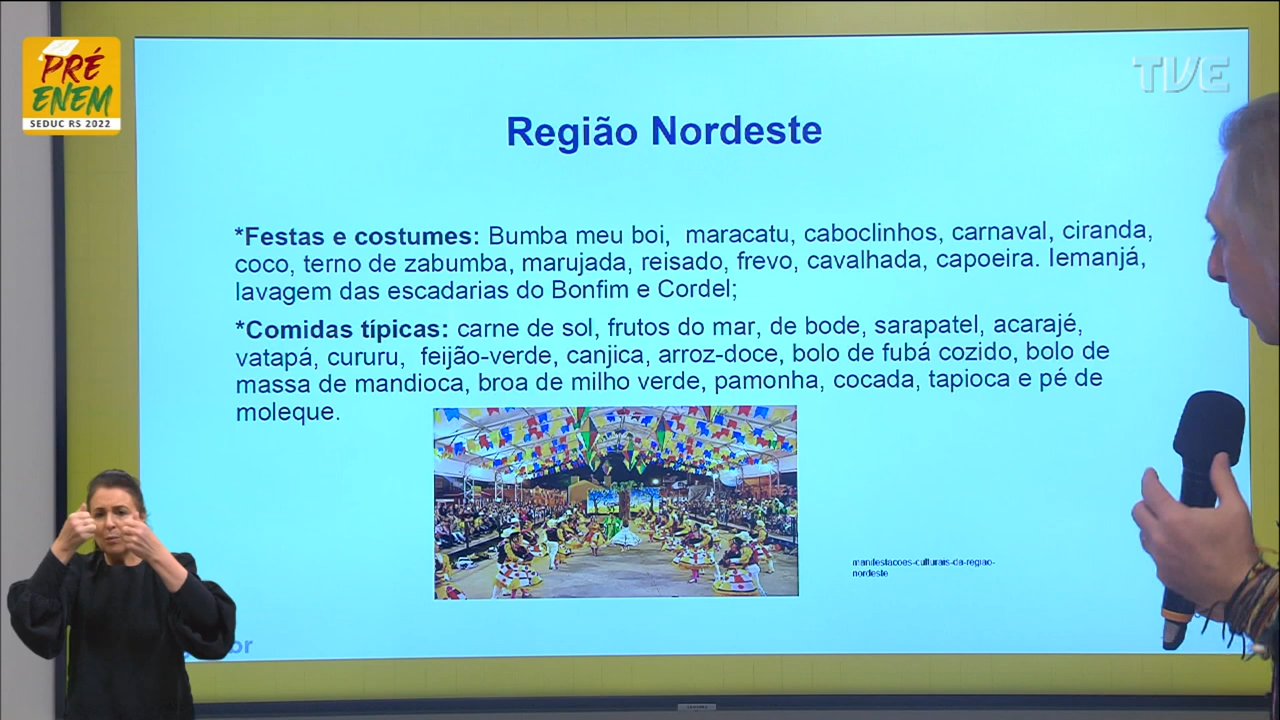 PRÉ
ENEM
SEDUC RS 2022
TVE
Região Nordeste
*Festas e costumes: Bumba meu boi, maracatu, caboclinhos, carnaval, ciranda,
coco, terno de zabumba, marujada, reisado, frevo, cavalhada, capoeira. Iemanjá,
lavagem das escadarias do Bonfim e Cordel;
*Comidas típicas: carne de sol, frutos do mar, de bode, sarapatel, acarajé,
vatapá, cururu, feijão-verde, canjica, arroz-doce, bolo de fubá cozido, bolo de
massa de mandioca, broa de milho verde, pamonha, cocada, tapioca e pé de
moleque.
manifestacoes-culturais-da-regiao-
nordeste